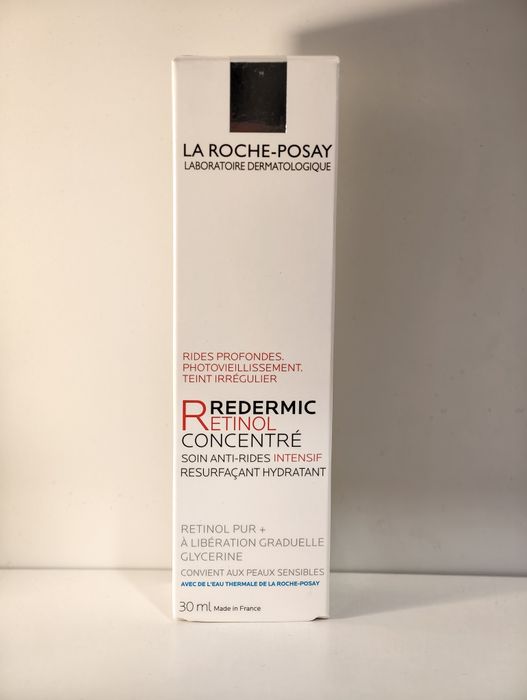 LA ROCHE-POSAY
LABORATOIRE DERMATOLOGIQUE
RIDES PROFONDES.
PHOTOVIEILLISSEMENT.
TEINT IRRÉGULIER
REDERMIC
RETINOL
CONCENTRÉ
SOIN ANTI-RIDES INTENSIF
RESURFAÇANT HYDRATANT
RETINOL PUR +
À LIBÉRATION GRADUELLE
GLYCERINE
CONVIENT AUX PEAUX SENSIBLES
AVEC DE L'EAU THERMALE DE LA ROCHE-POSAY
30 ml Made in France